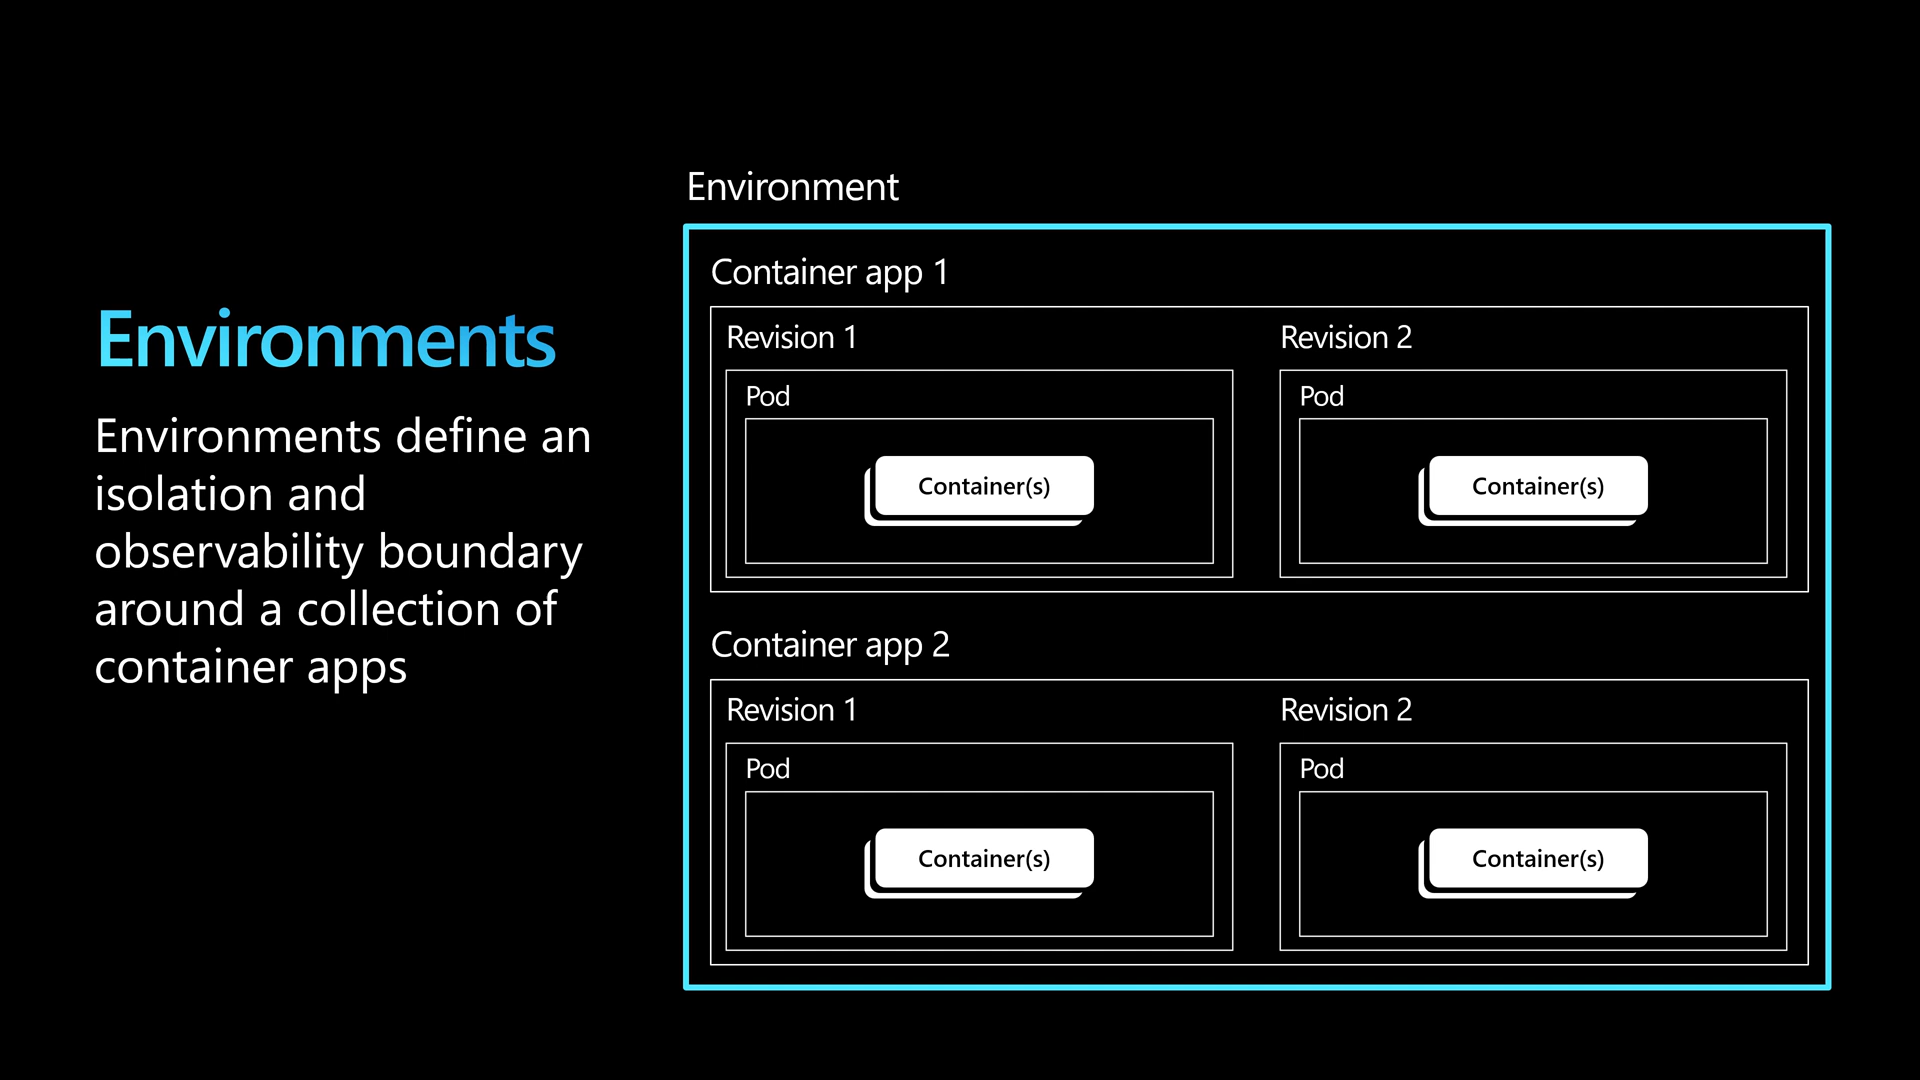 Environments
Environments define an
isolation and
observability boundary
around a collection of
container apps
Environment
Container app 1
Revision 1
Pod
Container(s)
Revision 2
Pod
Container(s)
Container app 2
Revision 1
Pod
Container(s)
Revision 2
Pod
Container(s)